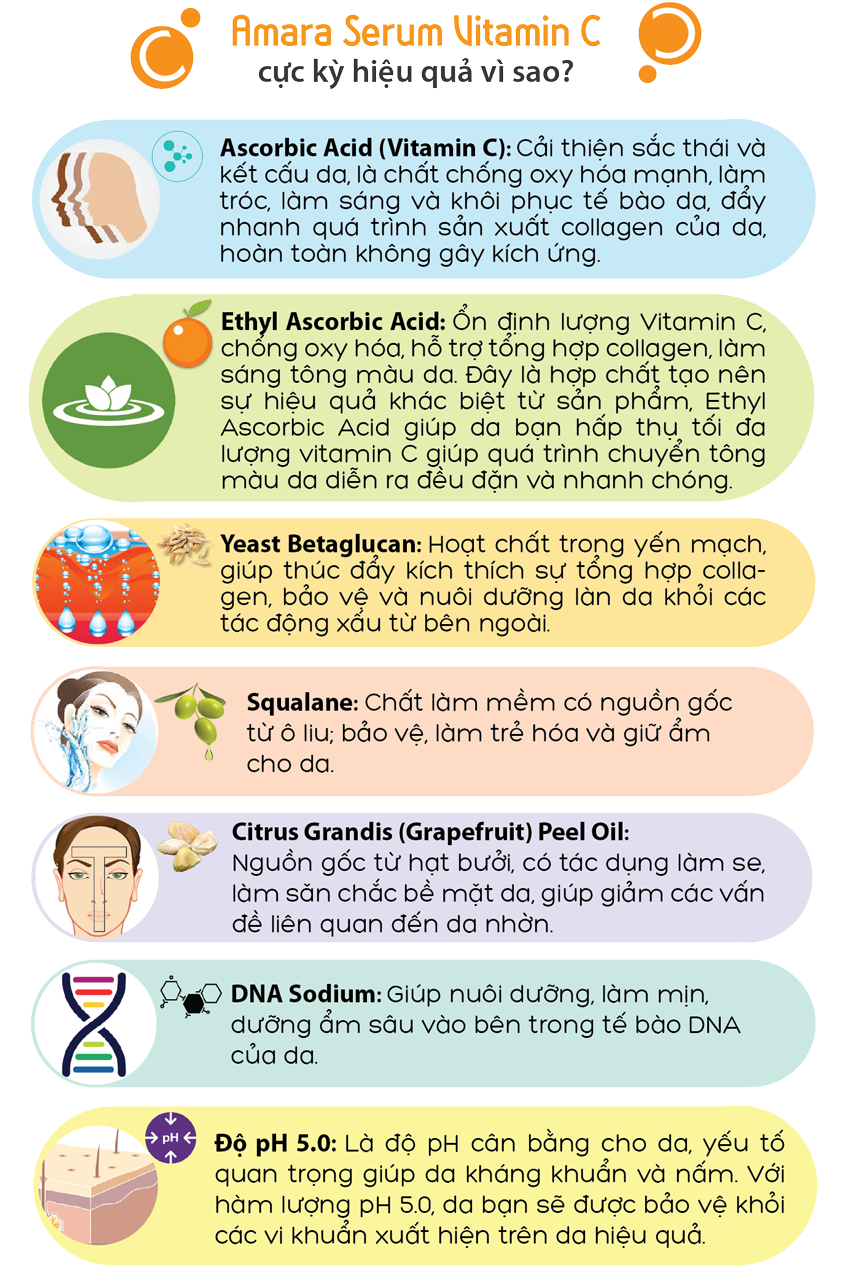 Amara Serum Vitamin C
cực kỳ hiệu quả vì sao?
Ascorbic Acid (Vitamin C): Cải thiện sắc thái và
kết cấu da, là chất chống oxy hóa mạnh, làm
tróc, làm sáng và khôi phục tế bào da, đẩy
nhanh quá trình sản xuất collagen của da,
hoàn toàn không gây kích ứng.
Ethyl Ascorbic Acid: Ổn định lượng Vitamin C,
chống oxy hóa, hỗ trợ tổng hợp collagen, làm
sáng tông màu da. Đây là hợp chất tạo nên
sự hiệu quả khác biệt từ sản phẩm, Ethyl
Ascorbic Acid giúp da bạn hấp thụ tối đa
lượng vitamin C giúp quá trình chuyển tông
màu da diễn ra đều đặn và nhanh chóng.
Yeast Betaglucan: Hoạt chất trong yến mạch,
giúp thúc đẩy kích thích sự tổng hợp colla-
gen, bảo vệ và nuôi dưỡng làn da khỏi các
tác động xấu từ bên ngoài.
Squalane: Chất làm mềm có nguồn gốc
từ ô liu; bảo vệ, làm trẻ hóa và giữ ẩm
cho da.
Citrus Grandis (Grapefruit) Peel Oil:
Nguồn gốc từ hạt bưởi, có tác dụng làm se,
làm săn chắc bề mặt da, giúp giảm các vấn
đề liên quan đến da nhờn.
DNA Sodium: Giúp nuôi dưỡng, làm mịn,
dưỡng ẩm sâu vào bên trong tế bào DNA
của da.
pH
Độ pH 5.0: Là độ pH cân bằng cho da, yếu tố
quan trọng giúp da kháng khuẩn và nấm. Với
hàm lượng pH 5.0, da bạn sẽ được bảo vệ khỏi
các vi khuẩn xuất hiện trên da hiệu quả.